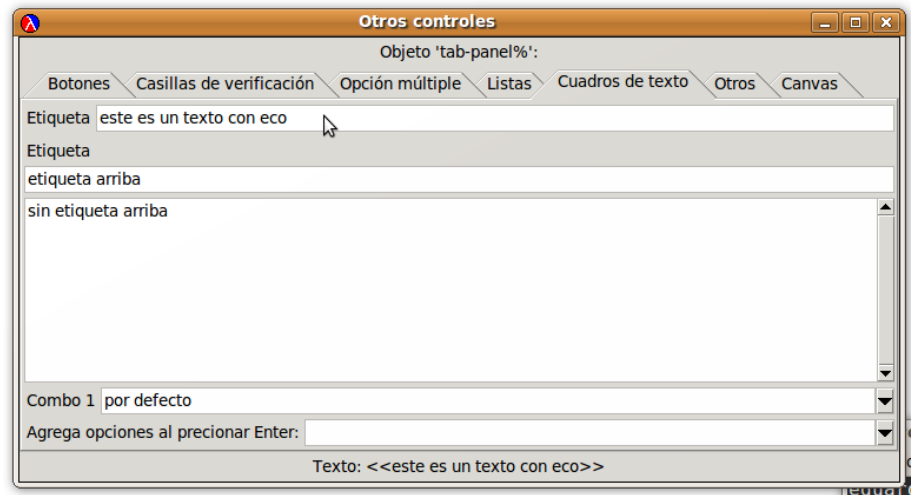 Otros controles
Objeto 'tab-panel%':
Botones Casillas de verificación Opción múltiple Listas Cuadros de texto Otros Canvas
Etiqueta este es un texto con eco
Etiqueta
etiqueta arriba
sin etiqueta arriba
Combo 1 por defecto
Agrega opciones al precionar Enter:
Texto: <<este es un texto con eco>>